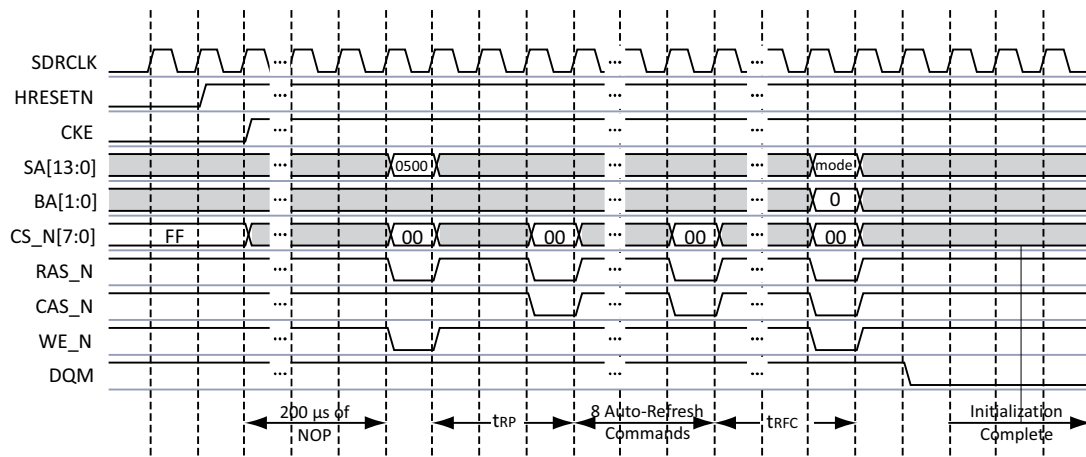 SDRCLK
... ... ...
HRESETN
... ... ...
CKE
... ... ...
SA[13:0] ... 0500 ... ... mode
BA[1:0] ... ... ... 0
CS_N[7:0] FF ... 00 00 ... 00 ... 00
RAS_N
... ... ...
CAS_N
... ... ...
WE_N
... ... ...
DQM
... ... ...
200 µs of
NOP
tRP
8 Auto-Refresh
Commands
tRFC
Initialization
Complete